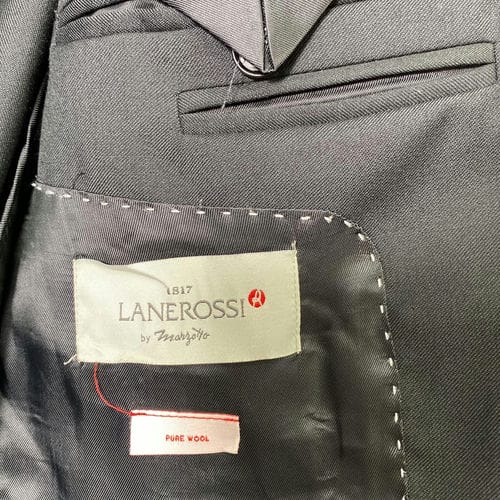 1817
LANEROSSI
by Marzotto
PURE WOOL